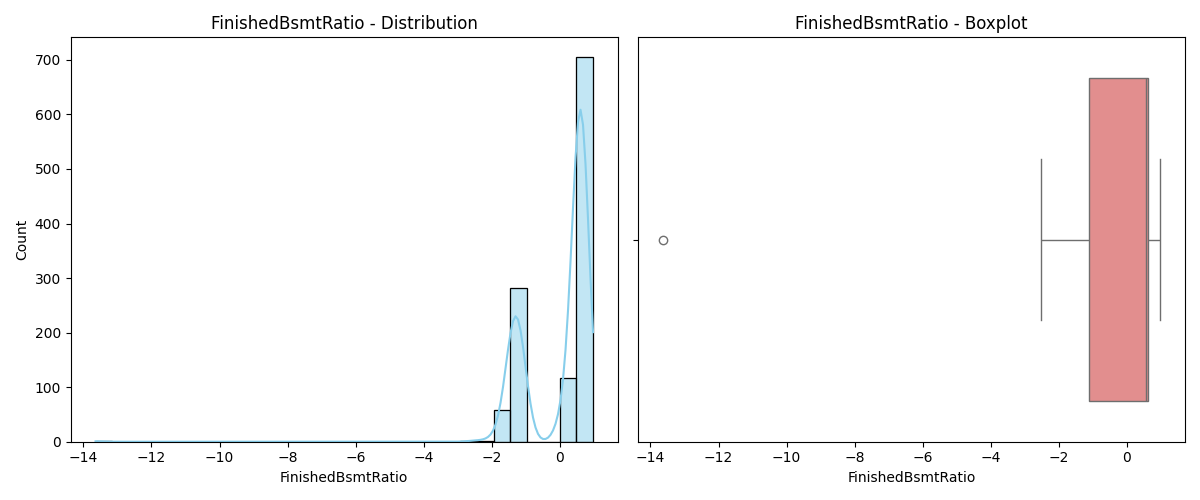 FinishedBsmtRatio - Distribution
700
600
500
400
300
200
100
0
Count
−14 −12 −10 −8 −6 −4 −2 0
FinishedBsmtRatio
FinishedBsmtRatio - Boxplot
−14 −12 −10 −8 −6 −4 −2 0
FinishedBsmtRatio